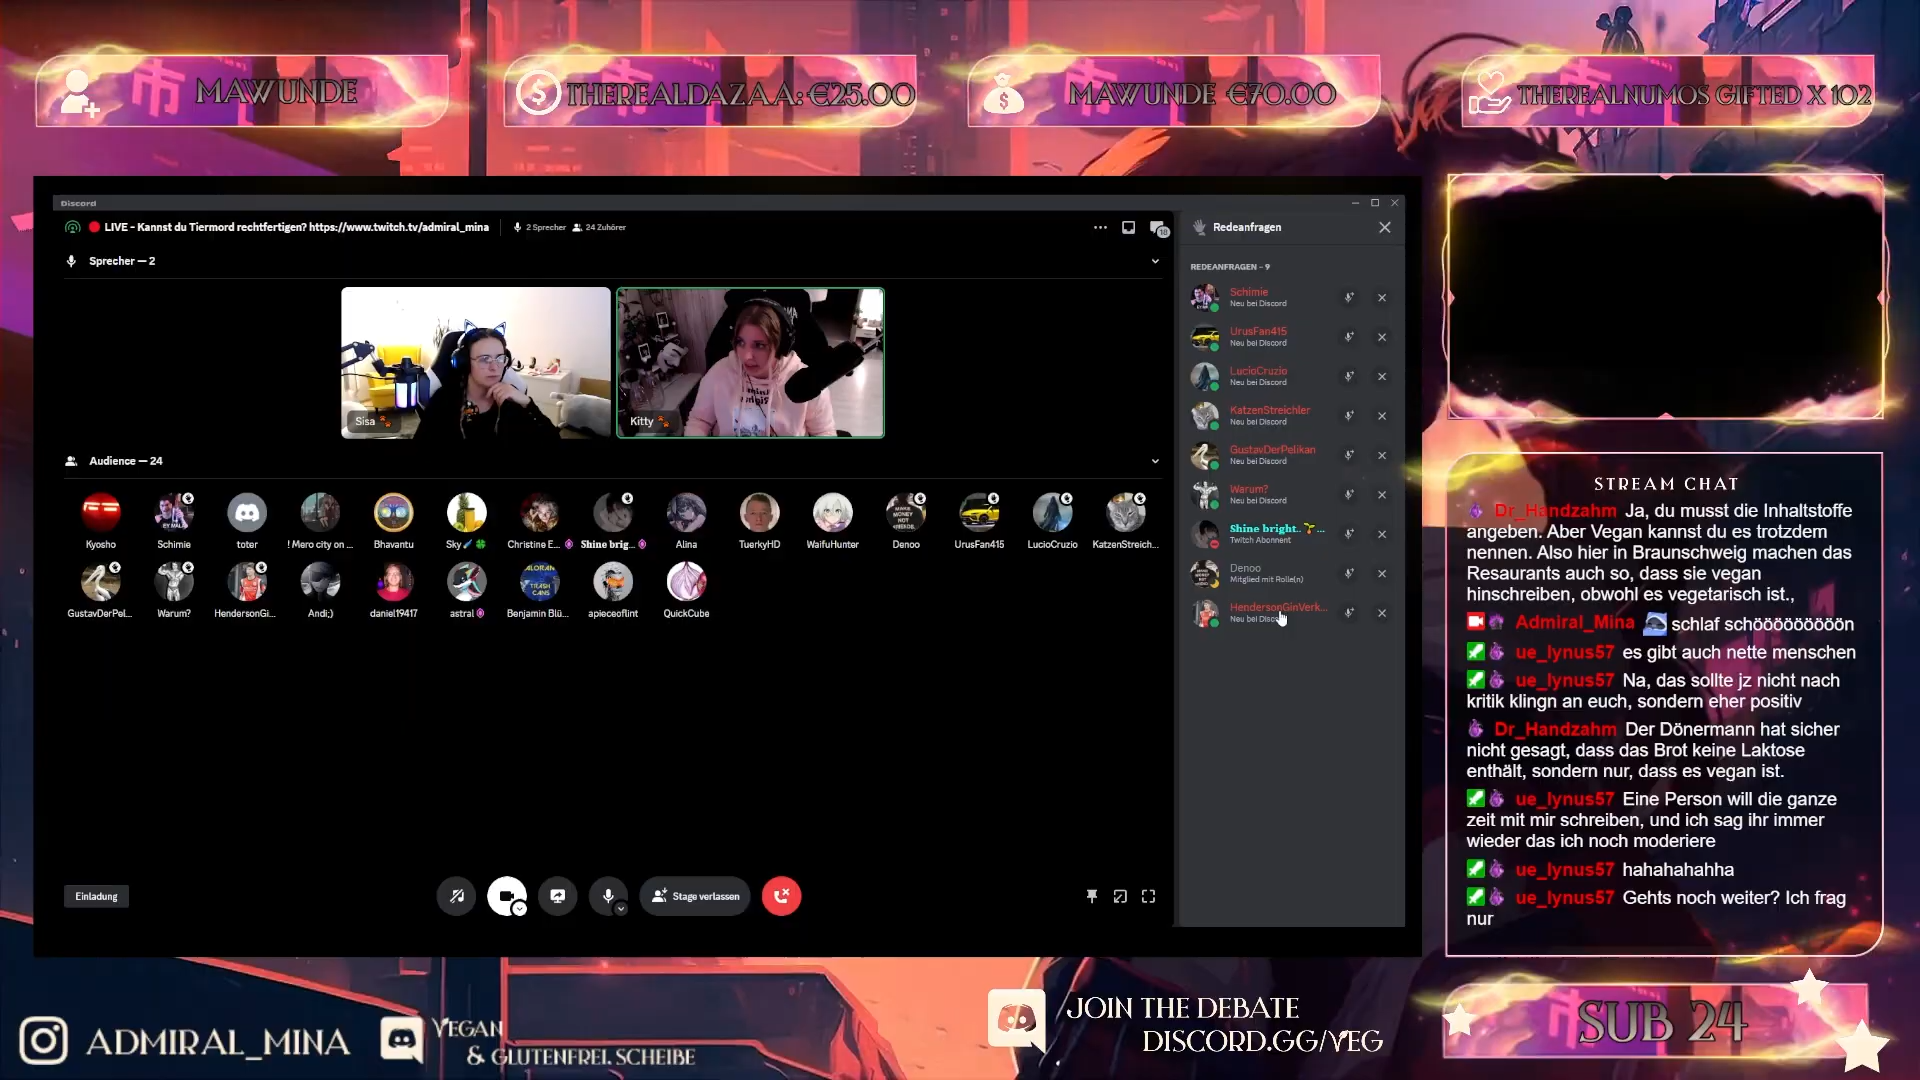 MAWUNDE
THEREALDAZAA: €25.00
MAWUNDE €70.00
THEREALNUMOS GIFTED X 102
Discord
LIVE - Kannst du Tiermord rechtfertigen? https://www.twitch.tv/admiral_mina
2 Sprecher
24 Zuhörer
18
Sprecher — 2
Sisa
Kitty
Audience — 24
Kyosho
Schimie
toter
! Mero city on ...
Bhavantu
Sky
Christine E...
Shine brig...
Alina
TuerkyHD
WaifuHunter
Denoo
UrusFan415
LucioCruzio
KatzenStreich...
GustavDerPel...
Warum?
HendersonGi...
Andi;)
daniel19417
astral
Benjamin Blü...
apieceoflint
QuickCube
Einladung
Stage verlassen
Redeanfragen
REDEANFRAGEN - 9
Schimie
Neu bei Discord
UrusFan415
Neu bei Discord
LucioCruzio
Neu bei Discord
KatzenStreichler
Neu bei Discord
GustavDerPelikan
Neu bei Discord
Warum?
Neu bei Discord
Shine bright.. ...
Twitch Abonnent
Denoo
Mitglied mit Rolle(n)
HendersonGinVerk...
Neu bei
STREAM CHAT
Dr_Handzahm Ja, du musst die Inhaltstoffe
angeben. Aber Vegan kannst du es trotzdem
nennen. Also hier in Braunschweig machen das
Resaurants auch so, dass sie vegan
hinschreiben, obwohl es vegetarisch ist.,
Admiral_Mina schlaf schöööööööööön
ue_lynus57 es gibt auch nette menschen
ue_lynus57 Na, das sollte jz nicht nach
kritik klingn an euch, sondern eher positiv
Dr_Handzahm Der Dönermann hat sicher
nicht gesagt, dass das Brot keine Laktose
enthält, sondern nur, dass es vegan ist.
ue_lynus57 Eine Person will die ganze
zeit mit mir schreiben, und ich sag ihr immer
wieder das ich noch moderiere
ue_lynus57 hahahahahha
ue_lynus57 Gehts noch weiter? Ich frag
nur
ADMIRAL_MINA
VEGAN
& GLUTENFREI. SCHEIßE
JOIN THE DEBATE
DISCORD.GG/VEG
SUB 24